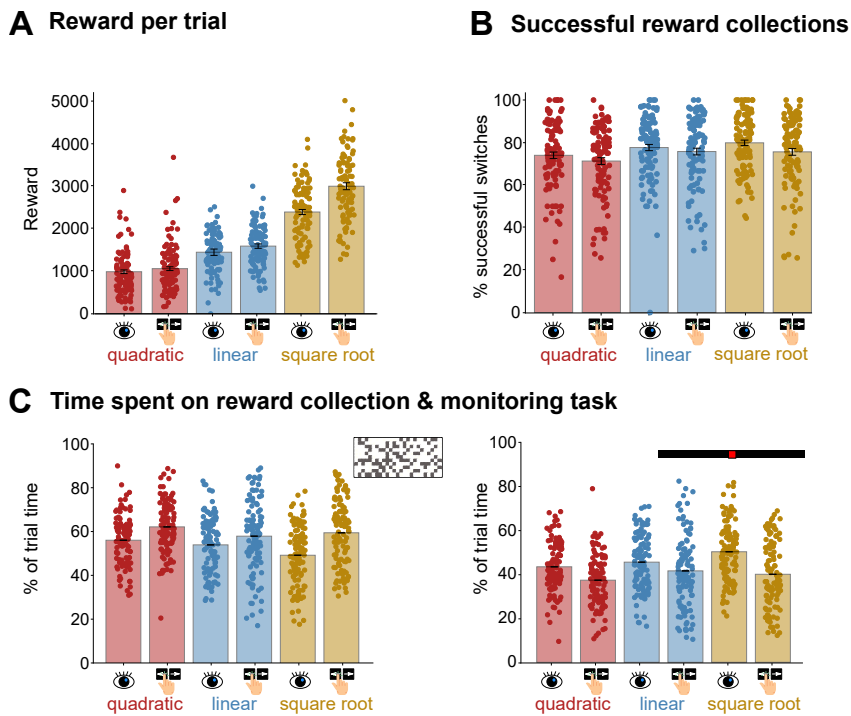 A Reward per trial
B Successful reward collections
Reward
5000
4000
3000
2000
1000
0
quadratic linear square root
% successful switches
100
80
60
40
20
0
quadratic linear square root
C Time spent on reward collection & monitoring task
% of trial time
100
80
60
40
20
0
quadratic linear square root
% of trial time
100
80
60
40
20
0
quadratic linear square root